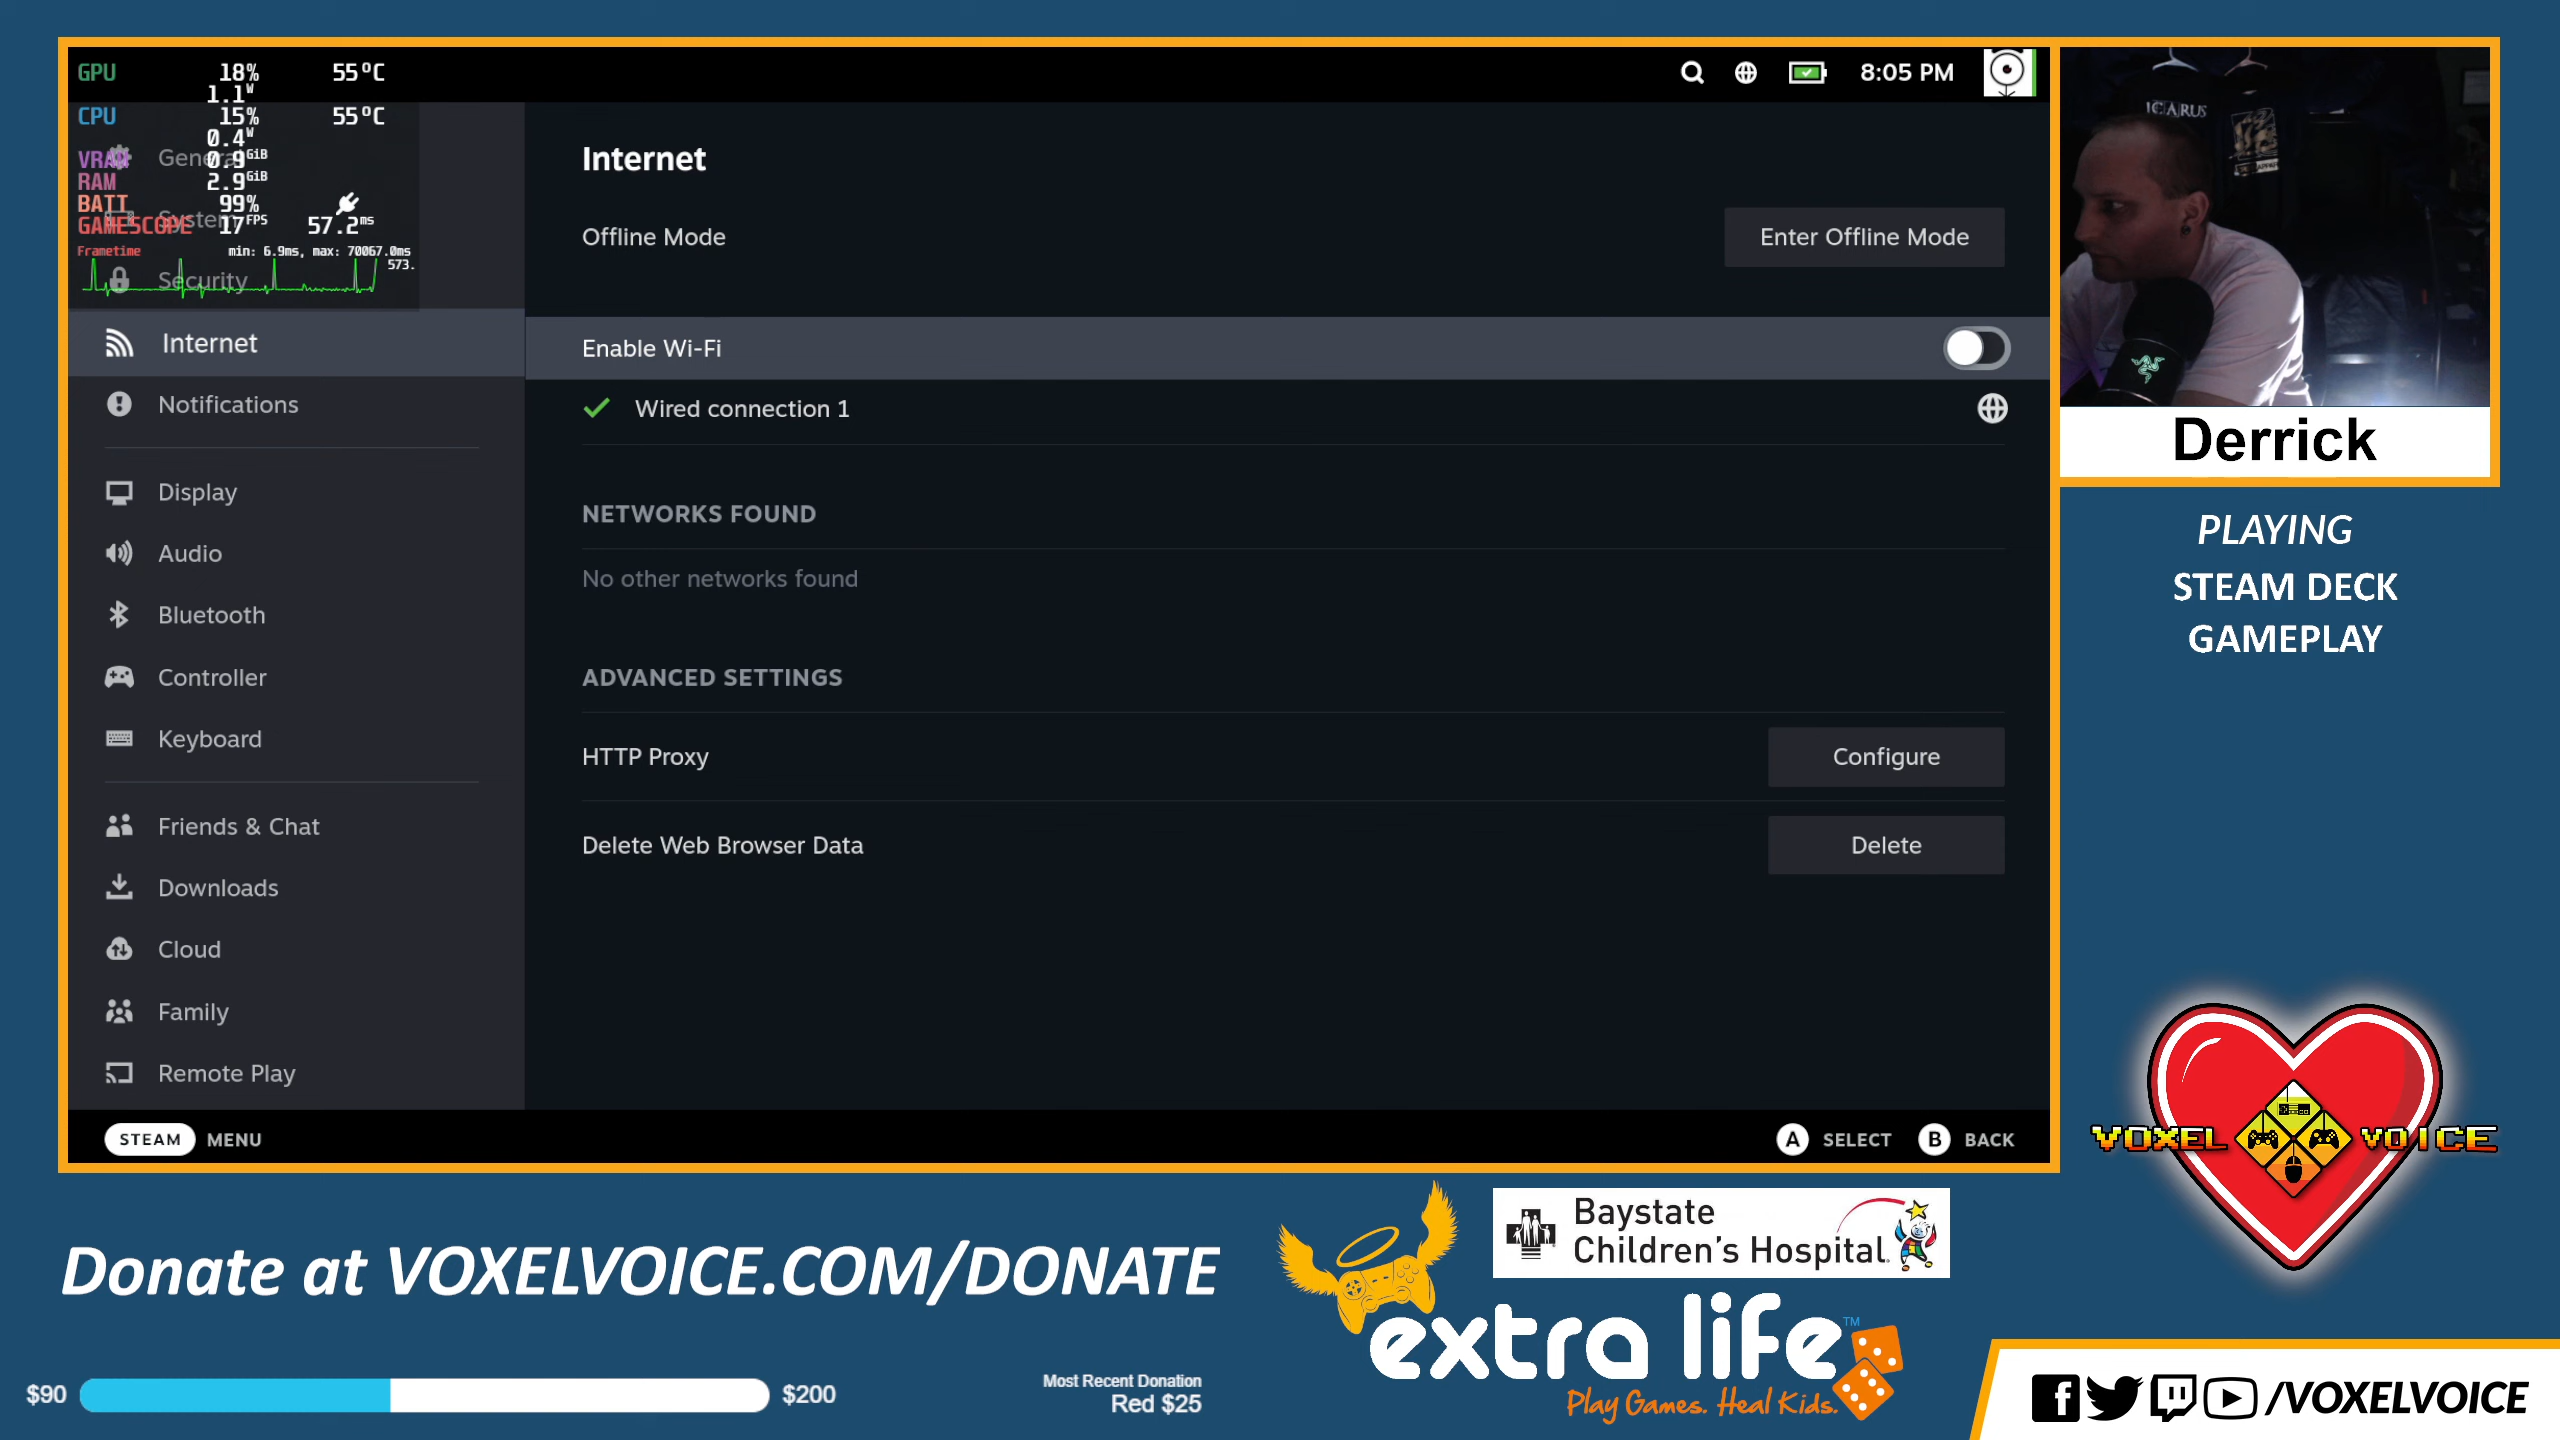 GPU 18% 55°C
1.1W
CPU 15% 55°C
0.4W
VRAM 0.9GiB
RAM 2.9GiB
BATT 99%
GAMESCOPE 17FPS 57.2ms
Frametime min: 6.9ms, max: 70067.0ms
573.
8:05 PM
General
System
Security
Internet
Notifications
Display
Audio
Bluetooth
Controller
Keyboard
Friends & Chat
Downloads
Cloud
Family
Remote Play
Internet
Offline Mode Enter Offline Mode
Enable Wi-Fi
Wired connection 1
NETWORKS FOUND
No other networks found
ADVANCED SETTINGS
HTTP Proxy Configure
Delete Web Browser Data Delete
STEAM MENU
A SELECT B BACK
ICARUS
Derrick
PLAYING
STEAM DECK
GAMEPLAY
VOXEL VOICE
Donate at VOXELVOICE.COM/DONATE
Baystate
Children's Hospital
extra life™
Play Games. Heal Kids.
$90 $200
Most Recent Donation
Red $25
/VOXELVOICE